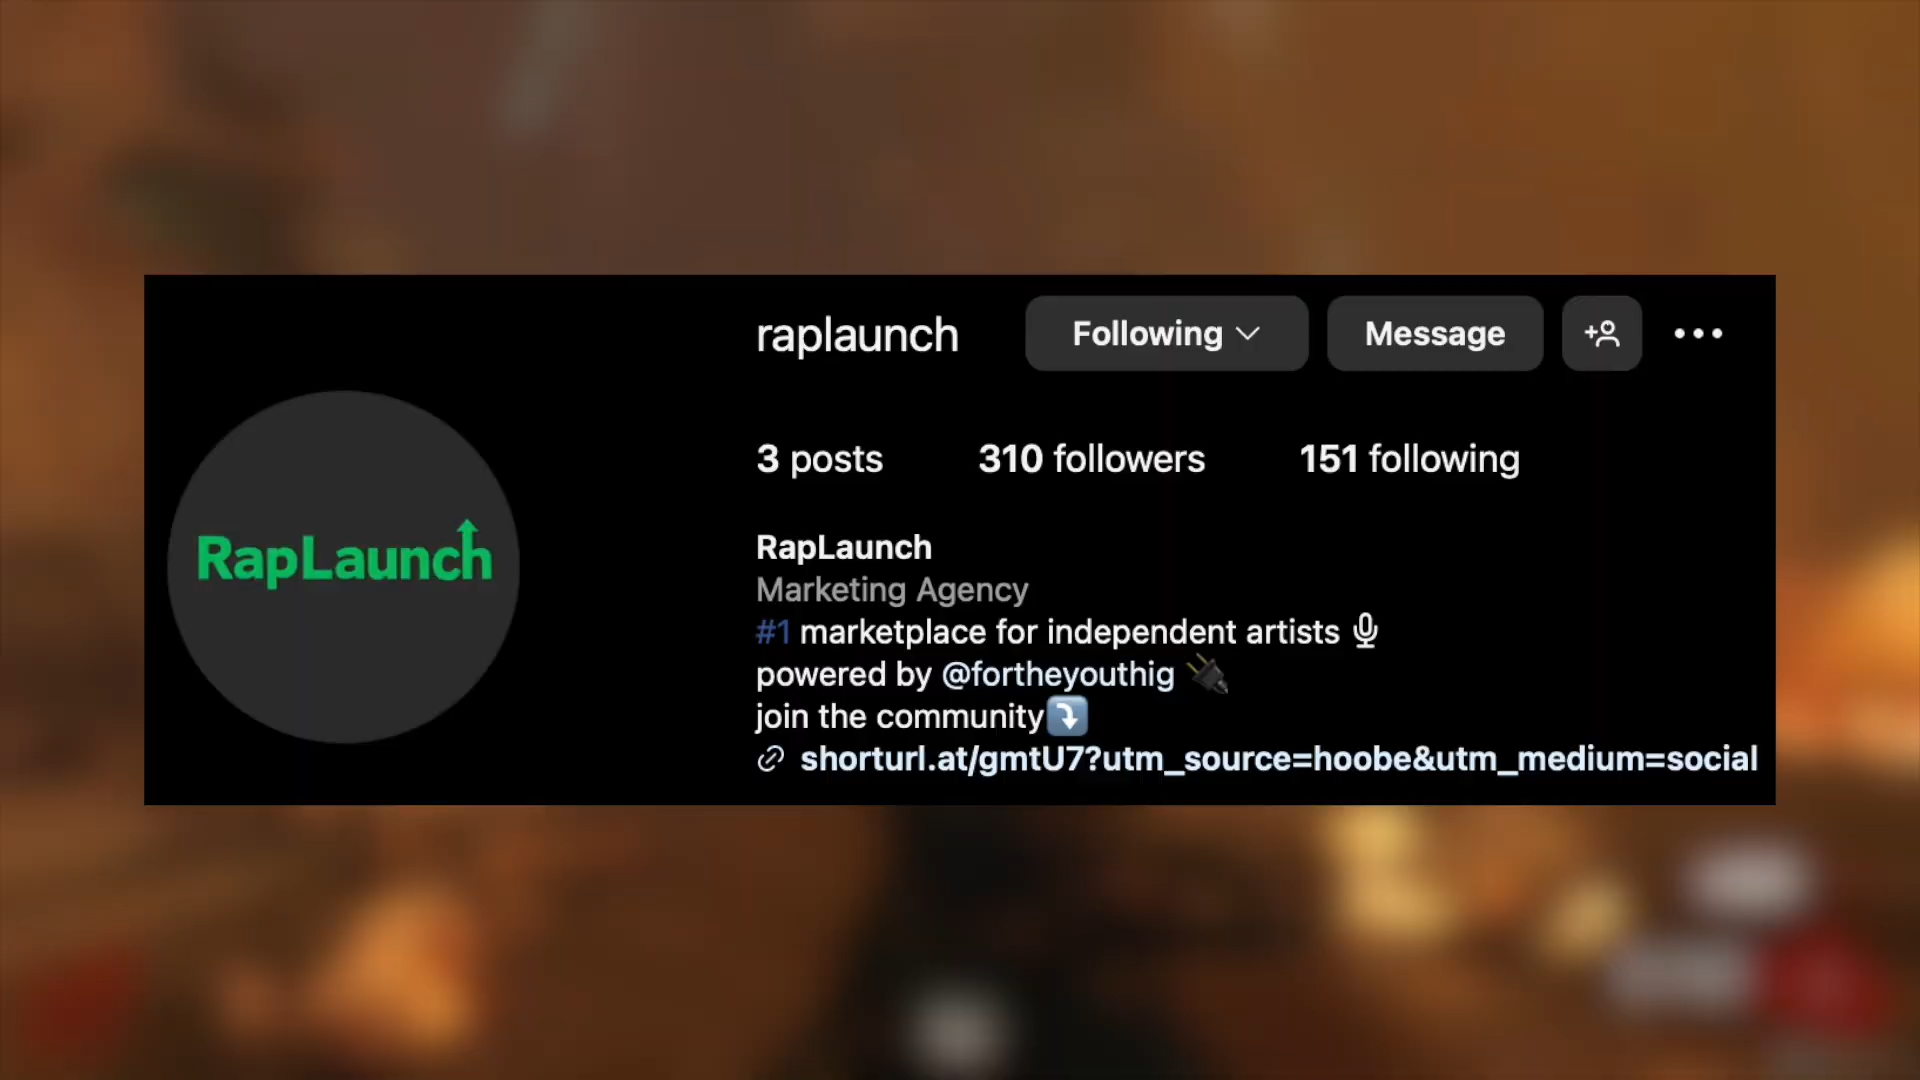 raplaunch Following Message
3 posts 310 followers 151 following
RapLaunch
RapLaunch
Marketing Agency
#1 marketplace for independent artists 🎙
powered by @fortheyouthig 🔌
join the community⤵️
shorturl.at/gmtU7?utm_source=hoobe&utm_medium=social